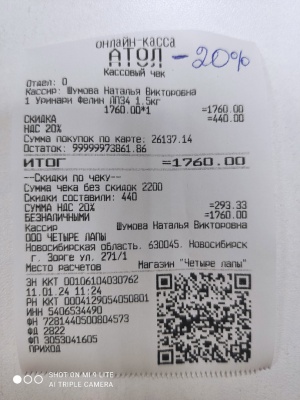 онлайн-касса
АТОЛ -20%
Кассовый чек
Отдел: 0
Кассир: Шумова Наталья Викторовна
1 Уринари Фелин ЛП34 1.5кг
1760.00*1 =1760.00
СКИДКА =440.00
НДС 20%
Сумма покупок по карте: 26137.14
Остаток: 99999973861.86
ИТОГ =1760.00
--Скидки по чеку--
Сумма чека без скидок 2200
Скидки составили: 440
СУММА НДС 20% =293.33
БЕЗНАЛИЧНЫМИ =1760.00
Кассир Шумова Наталья Викторовна
ООО ЧЕТЫРЕ ЛАПЫ
Новосибирская область, 630045, Новосибирск
г, Зорге ул, 271/1
Место расчетов Магазин "Четыре лапы"
ЗН ККТ 00106104030762
11.01.24 11:24
РН ККТ 0004129054050801
ИНН 5406534490
ФН 7281440500804573
ФД 2822
ФП 3053041605
ПРИХОД
SHOT ON MI 9 LITE
AI TRIPLE CAMERA